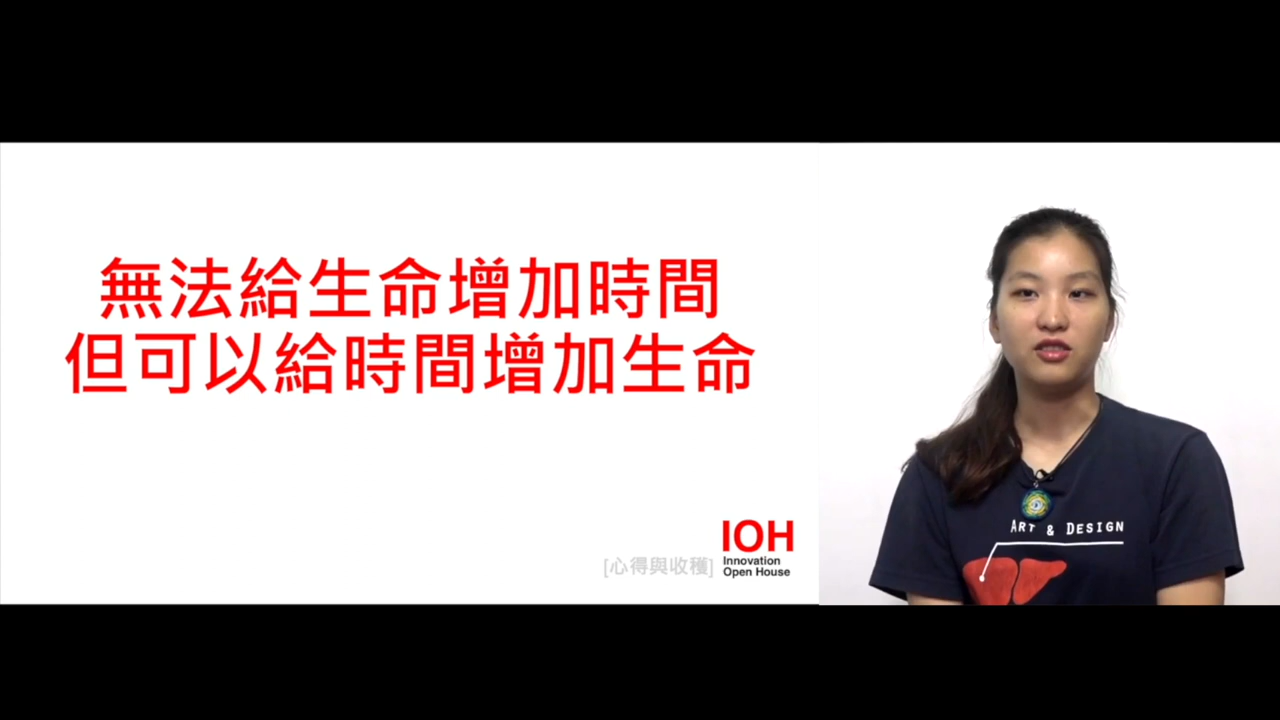 無法給生命增加時間
但可以給時間增加生命
[心得與收穫]
IOH
Innovation
Open House
ART & DESIGN